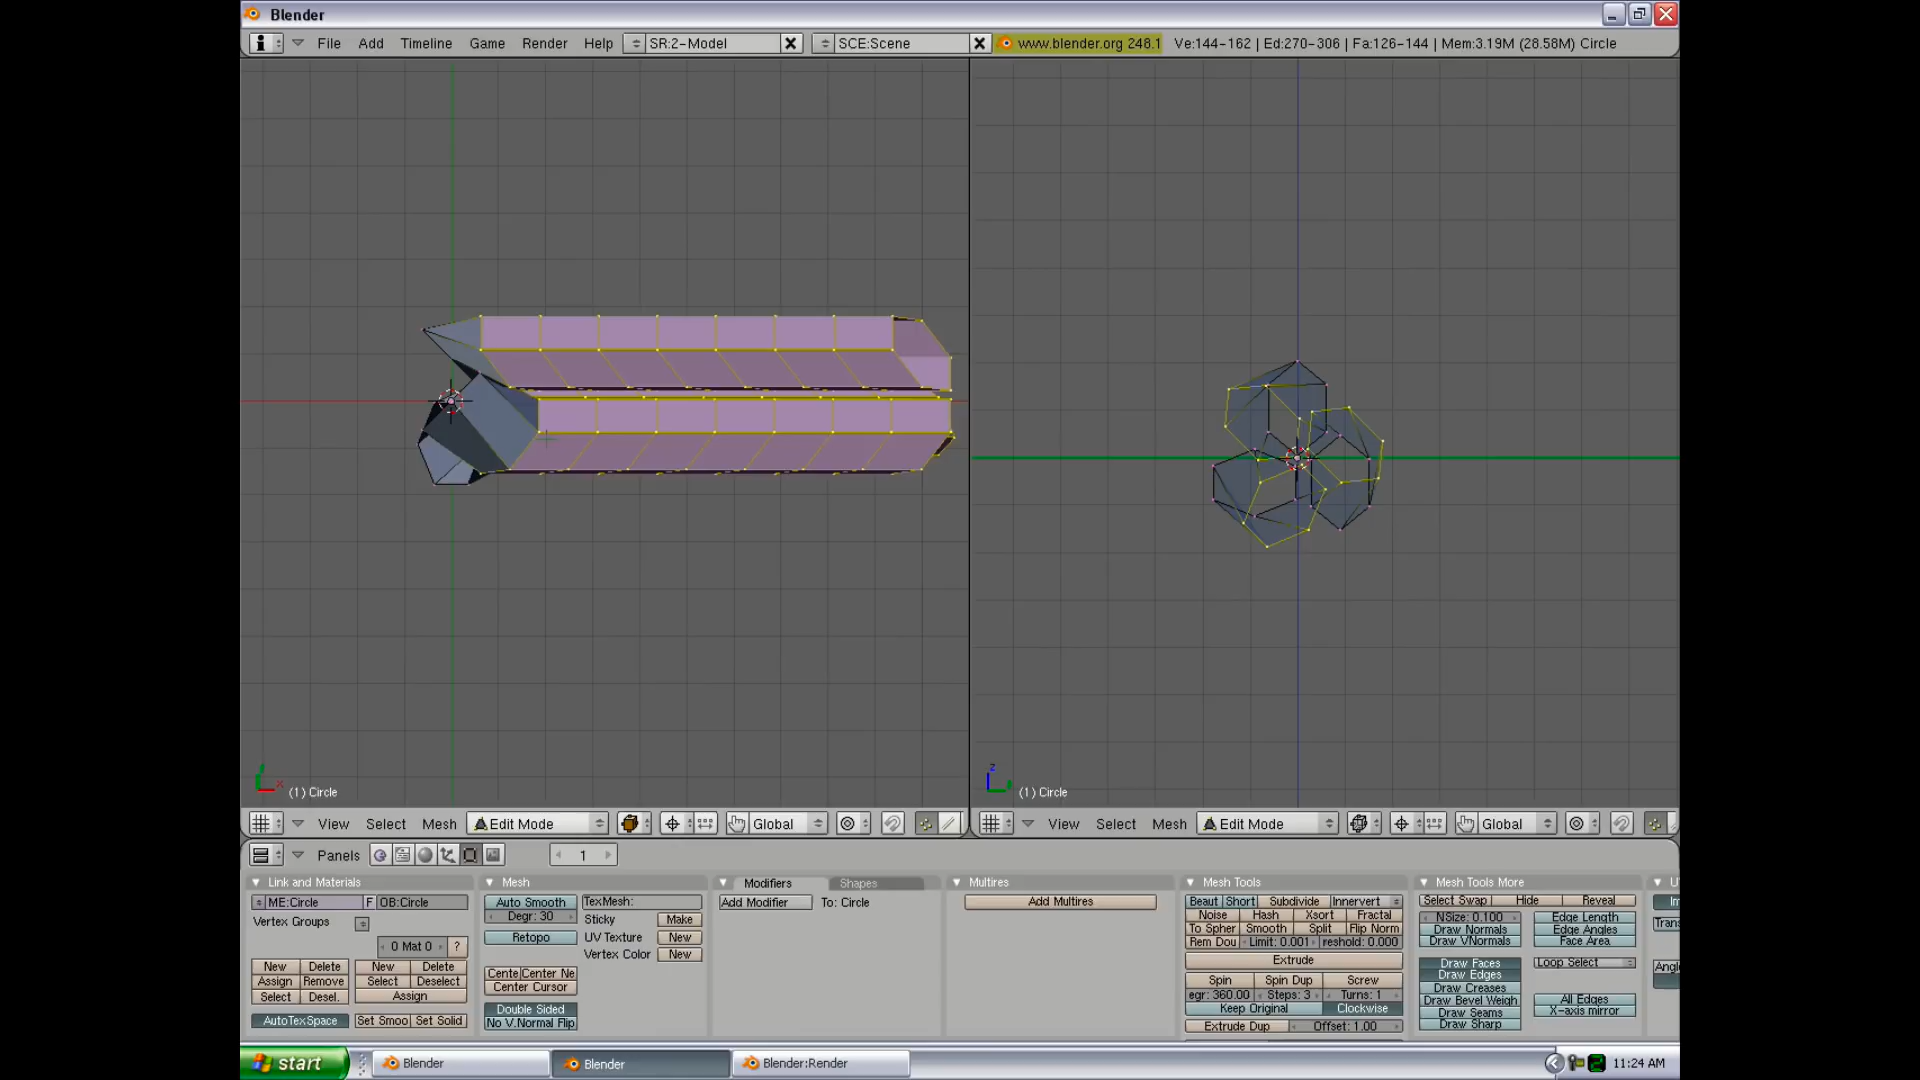 Blender
File Add Timeline Game Render Help SR:2-Model SCE:Scene www.blender.org 248.1 Ve:144-162 | Ed:270-306 | Fa:126-144 | Mem:3.19M (28.58M) Circle
x
z
(1) Circle
(1) Circle
View Select Mesh Edit Mode Global
View Select Mesh Edit Mode Global
Panels 1
Link and Materials
ME:Circle F OB:Circle
Vertex Groups
0 Mat 0 ?
New Delete New Delete
Assign Remove Select Deselect
Select Desel. Assign
AutoTexSpace Set Smoo Set Solid
Mesh
Auto Smooth TexMesh:
Degr: 30 Sticky Make
Retopo UV Texture New
Vertex Color New
Cente Center Ne
Center Cursor
Double Sided
No V.Normal Flip
Modifiers Shapes
Add Modifier To: Circle
Multires
Add Multires
Mesh Tools
Beaut Short Subdivide Innervert
Noise Hash Xsort Fractal
To Spher Smooth Split Flip Norm
Rem Dou Limit: 0.001 reshold: 0.000
Extrude
Spin Spin Dup Screw
egr: 360.00 Steps: 3 Turns: 1
Keep Original Clockwise
Extrude Dup Offset: 1.00
Mesh Tools More
Select Swap Hide Reveal
NSize: 0.100 Edge Length
Draw Normals Edge Angles
Draw VNormals Face Area
Draw Faces Loop Select
Draw Edges
Draw Creases
Draw Bevel Weigh All Edges
Draw Seams X-axis mirror
Draw Sharp
Trans
Angle
start Blender Blender Blender:Render 11:24 AM